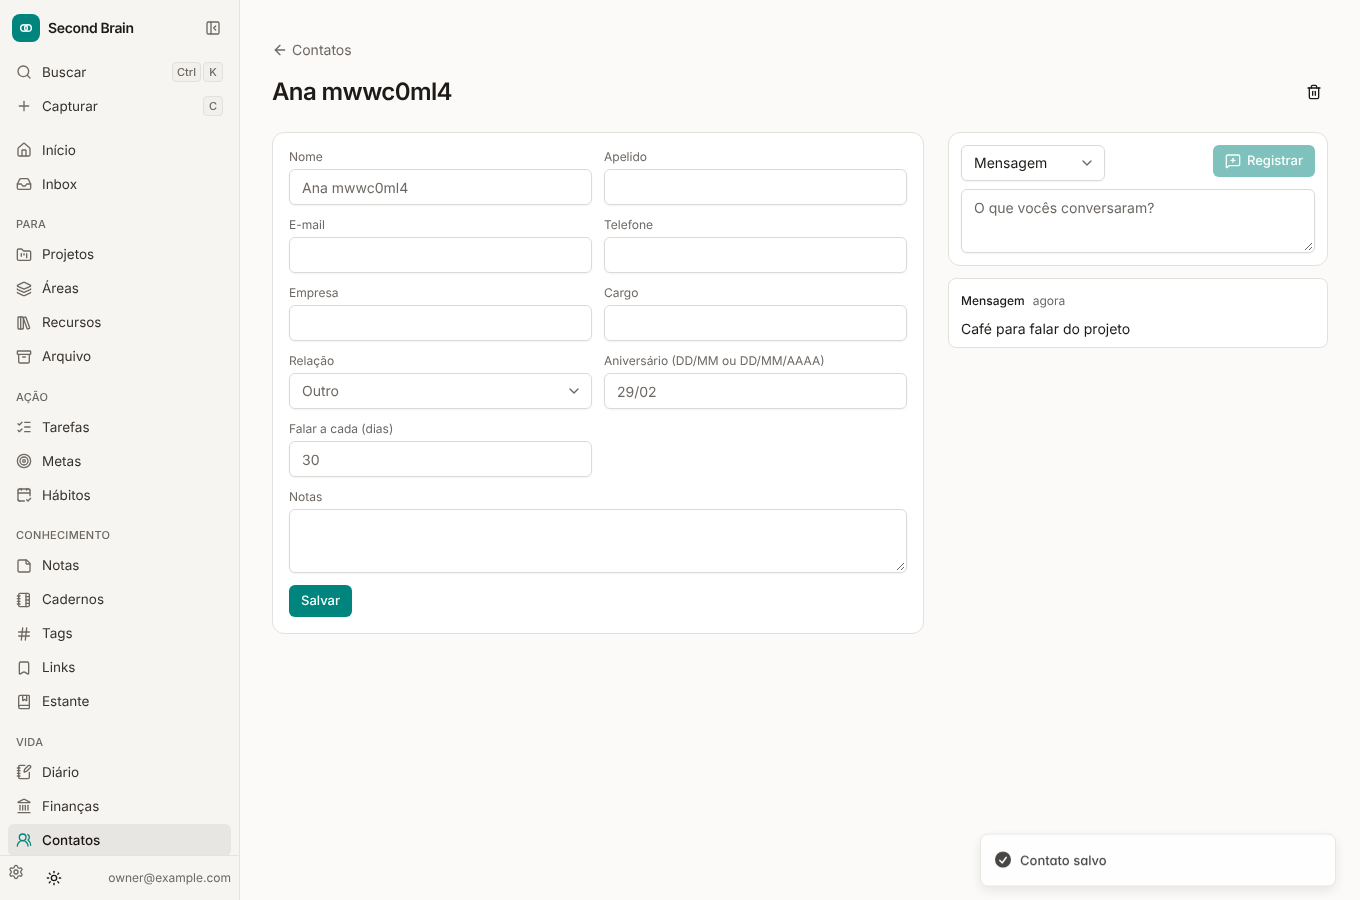 Second Brain
Buscar Ctrl K
Capturar C
Início
Inbox
PARA
Projetos
Áreas
Recursos
Arquivo
AÇÃO
Tarefas
Metas
Hábitos
CONHECIMENTO
Notas
Cadernos
Tags
Links
Estante
VIDA
Diário
Finanças
Contatos
owner@example.com
Contatos
Ana mwwc0ml4
Nome
Ana mwwc0ml4
Apelido
E-mail
Telefone
Empresa
Cargo
Relação
Outro
Aniversário (DD/MM ou DD/MM/AAAA)
29/02
Falar a cada (dias)
30
Notas
Salvar
Mensagem
Registrar
O que vocês conversaram?
Mensagem agora
Café para falar do projeto
Contato salvo